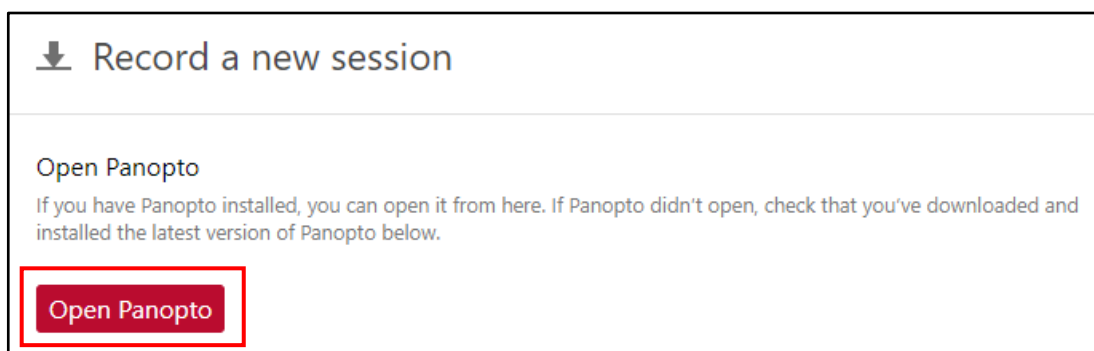 Record a new session
Open Panopto
If you have Panopto installed, you can open it from here. If Panopto didn't open, check that you've downloaded and
installed the latest version of Panopto below.
Open Panopto